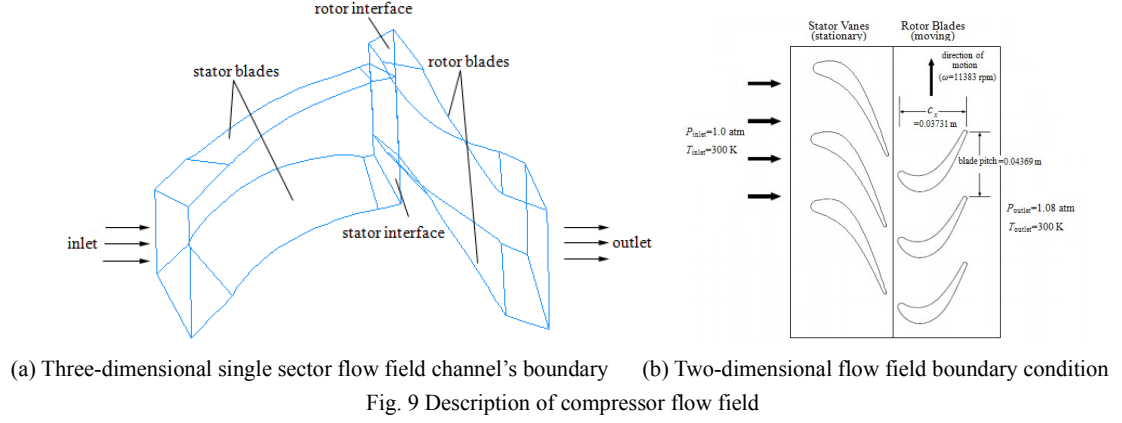 rotor interface
stator blades
rotor blades
inlet
stator interface
outlet
Stator Vanes
(stationary)
Rotor Blades
(moving)
direction of
motion
(ω=11383 rpm)
Cx
=0.03731 m
Pinlet=1.0 atm
Tinlet=300 K
blade pitch=0.04369 m
Poutlet=1.08 atm
Toutlet=300 K
(a) Three-dimensional single sector flow field channel’s boundary
(b) Two-dimensional flow field boundary condition
Fig. 9 Description of compressor flow field